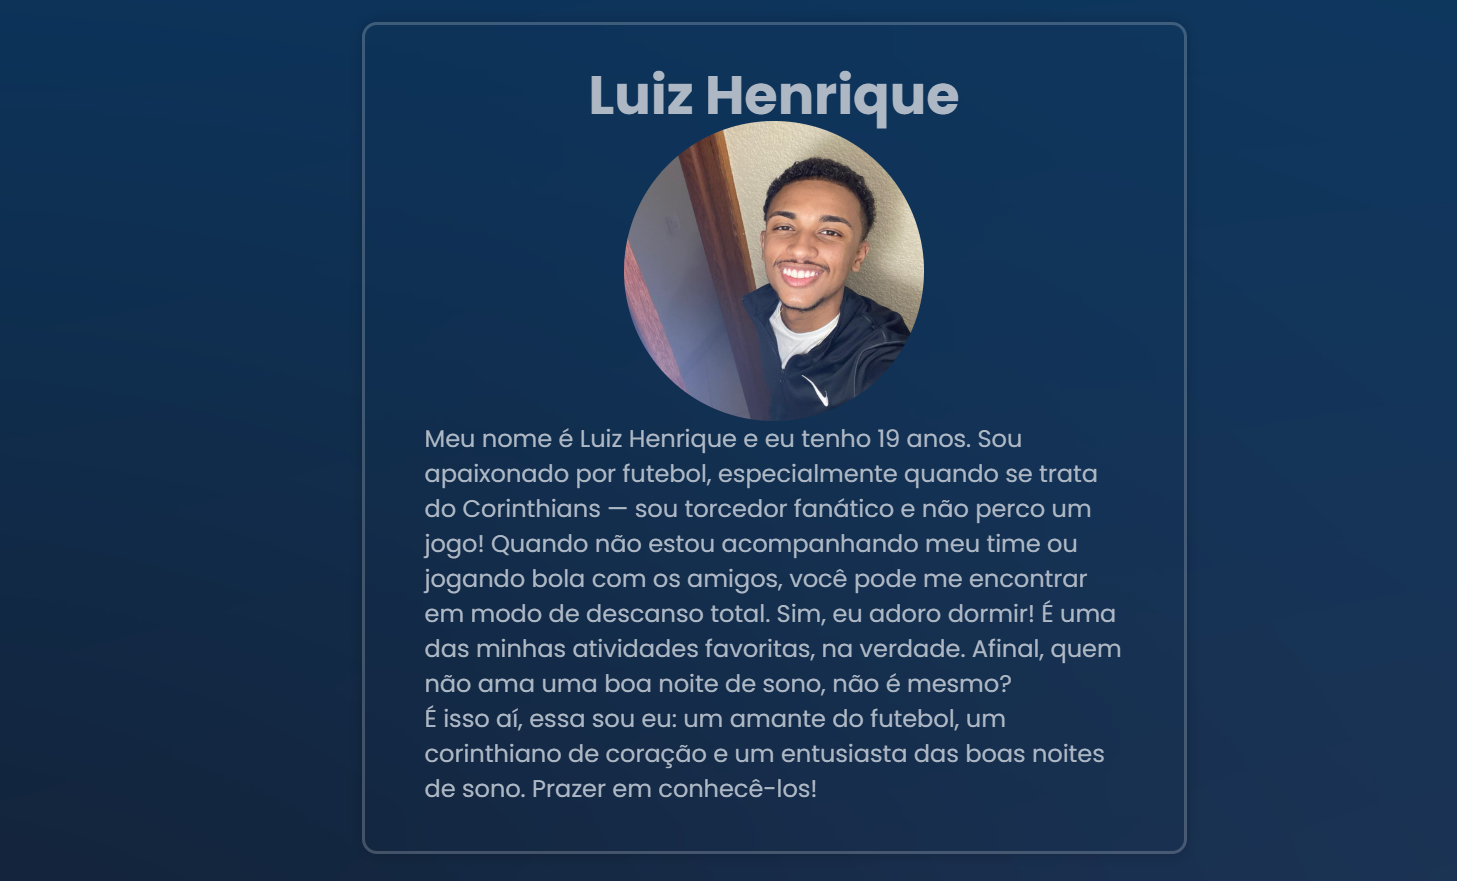 Luiz Henrique
Meu nome é Luiz Henrique e eu tenho 19 anos. Sou
apaixonado por futebol, especialmente quando se trata
do Corinthians — sou torcedor fanático e não perco um
jogo! Quando não estou acompanhando meu time ou
jogando bola com os amigos, você pode me encontrar
em modo de descanso total. Sim, eu adoro dormir! É uma
das minhas atividades favoritas, na verdade. Afinal, quem
não ama uma boa noite de sono, não é mesmo?
É isso aí, essa sou eu: um amante do futebol, um
corinthiano de coração e um entusiasta das boas noites
de sono. Prazer em conhecê-los!